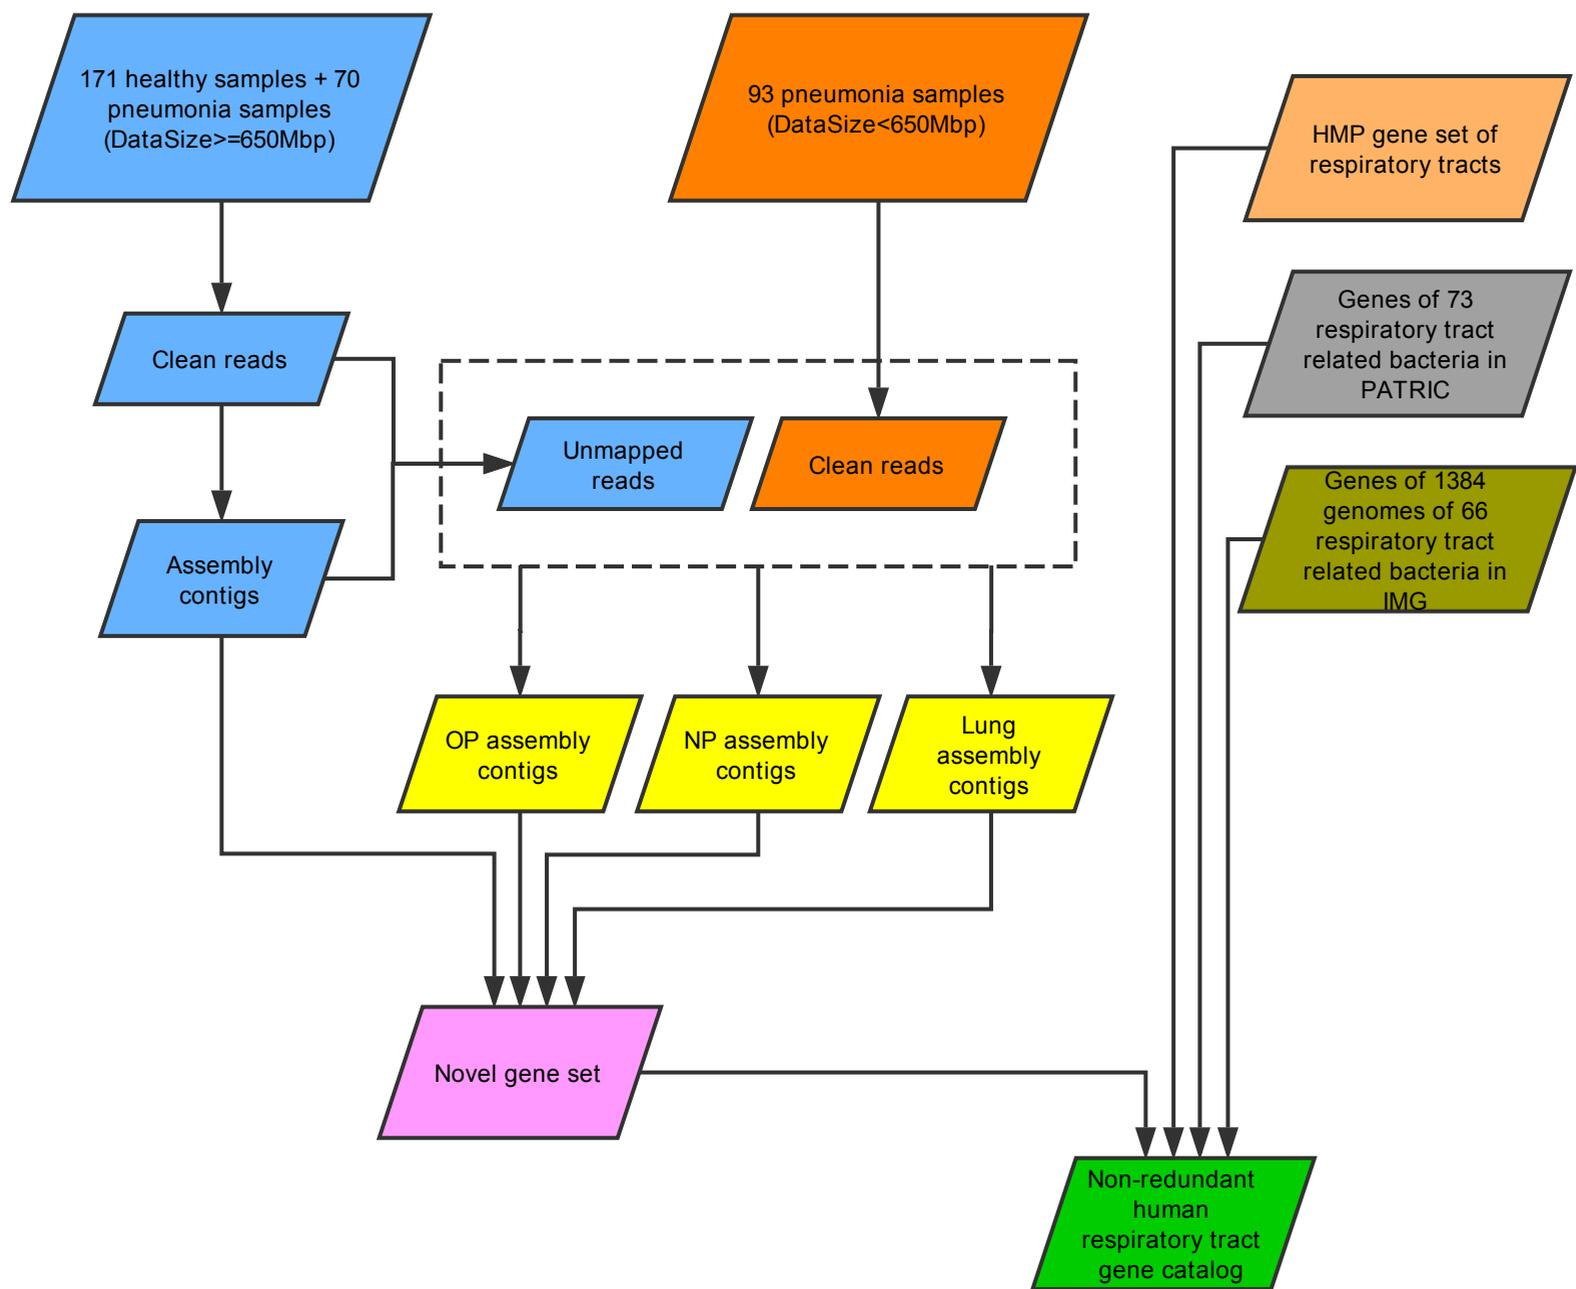 171 healthy samples + 70
pneumonia samples
(DataSize>=650Mbp)
93 pneumonia samples
(DataSize<650Mbp)
HMP gene set of
respiratory tracts
Genes of 73
respiratory tract
related bacteria in
PATRIC
Clean reads
Unmapped
reads
Clean reads
Genes of 1384
genomes of 66
respiratory tract
related bacteria in
IMG
Assembly
contigs
OP assembly
contigs
NP assembly
contigs
Lung
assembly
contigs
Novel gene set
Non-redundant
human
respiratory tract
gene catalog